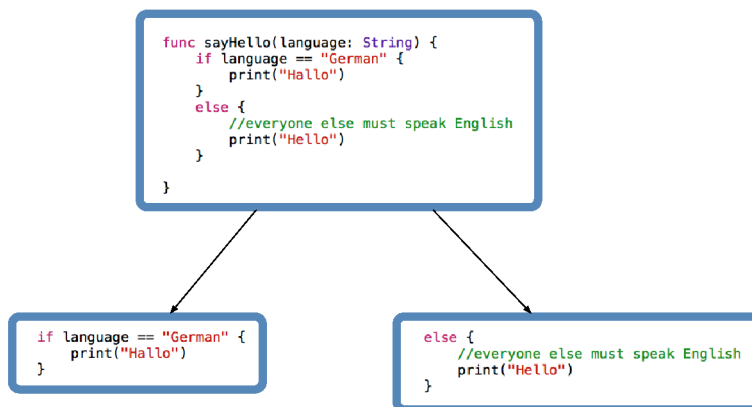 func sayHello(language: String) {
    if language == "German" {
        print("Hallo")
    }
    else {
        //everyone else must speak English
        print("Hello")
    }
}
if language == "German" {
    print("Hallo")
}
else {
    //everyone else must speak English
    print("Hello")
}